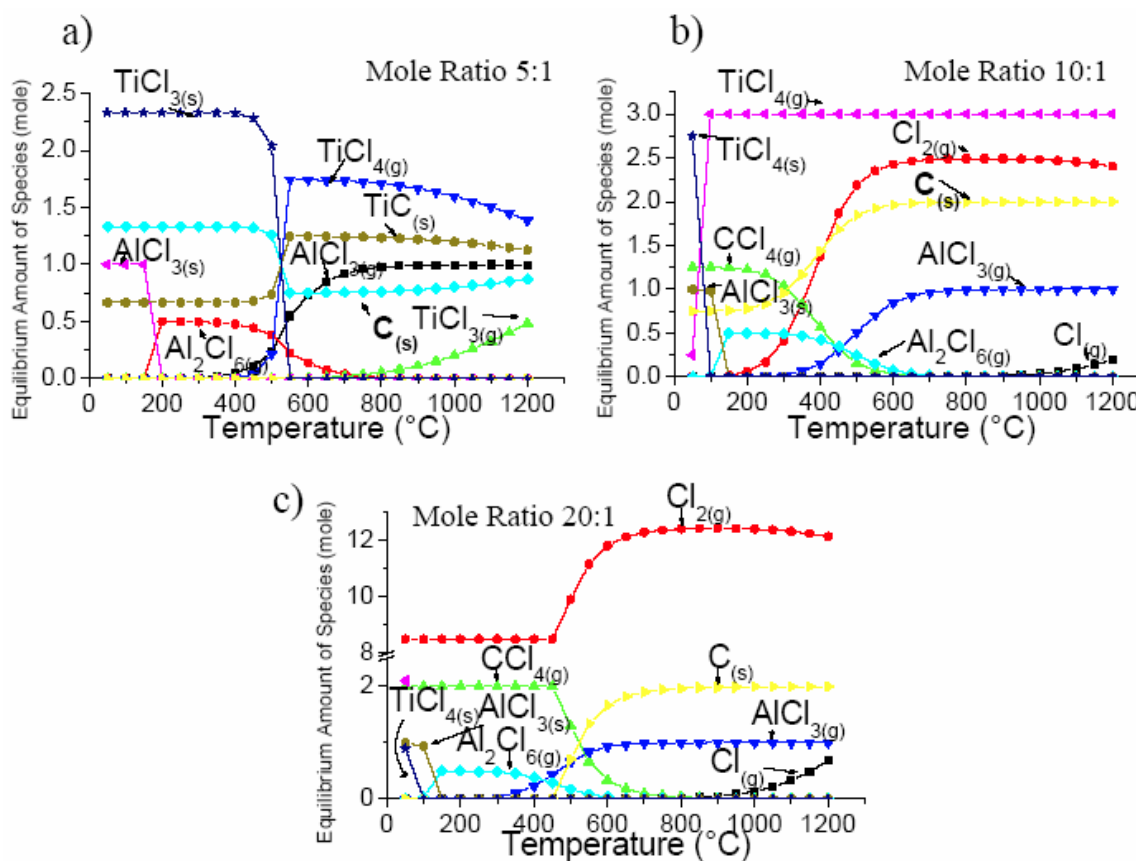 a)
Mole Ratio 5:1
Equilibrium Amount of Species (mole)
2.5
2.0
1.5
1.0
0.5
0.0
TiCl3(s)
TiCl4(g)
TiC(s)
AlCl3(s)
AlCl3(g)
TiCl3(g)
Al2Cl6(g)
C(s)
0 200 400 600 800 1000 1200
Temperature (°C)
b)
Mole Ratio 10:1
Equilibrium Amount of Species (mole)
3.0
2.5
2.0
1.5
1.0
0.5
0.0
TiCl4(g)
Cl2(g)
TiCl4(s)
C(s)
CCl4(g)
AlCl3(g)
AlCl3(s)
Al2Cl6(g)
Cl(g)
0 200 400 600 800 1000 1200
Temperature (°C)
c)
Mole Ratio 20:1
Equilibrium Amount of Species (mole)
12
10
8
2
0
Cl2(g)
CCl4(g)
C(s)
TiCl4(s)
AlCl3(s)
AlCl3(g)
Al2Cl6(g)
Cl(g)
0 200 400 600 800 1000 1200
Temperature (°C)